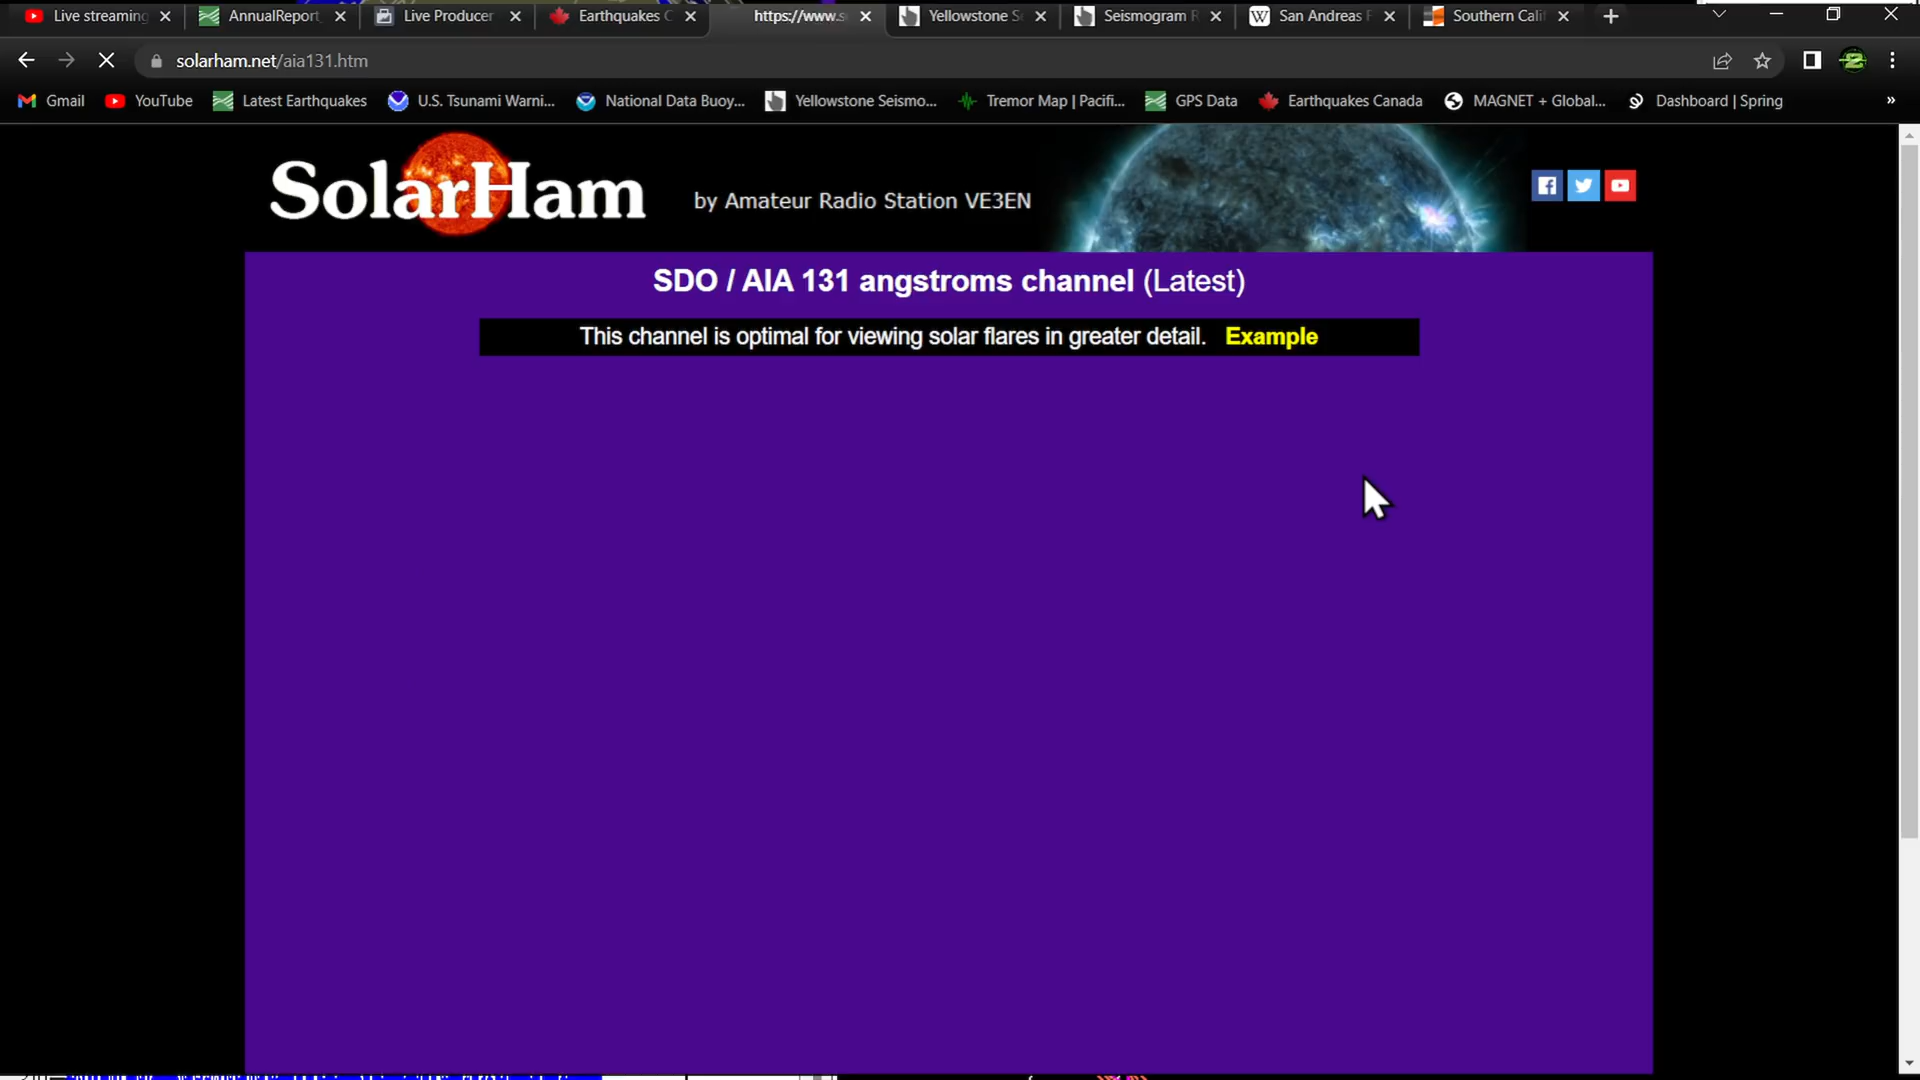 Live streaming
AnnualReport
Live Producer
Earthquakes C
https://www.s
Yellowstone S
Seismogram R
San Andreas F
Southern Cali
solarham.net/aia131.htm
Gmail
YouTube
Latest Earthquakes
U.S. Tsunami Warni...
National Data Buoy...
Yellowstone Seismo...
Tremor Map | Pacifi...
GPS Data
Earthquakes Canada
MAGNET + Global...
Dashboard | Spring
»
SolarHam
by Amateur Radio Station VE3EN
SDO / AIA 131 angstroms channel (Latest)
This channel is optimal for viewing solar flares in greater detail. Example